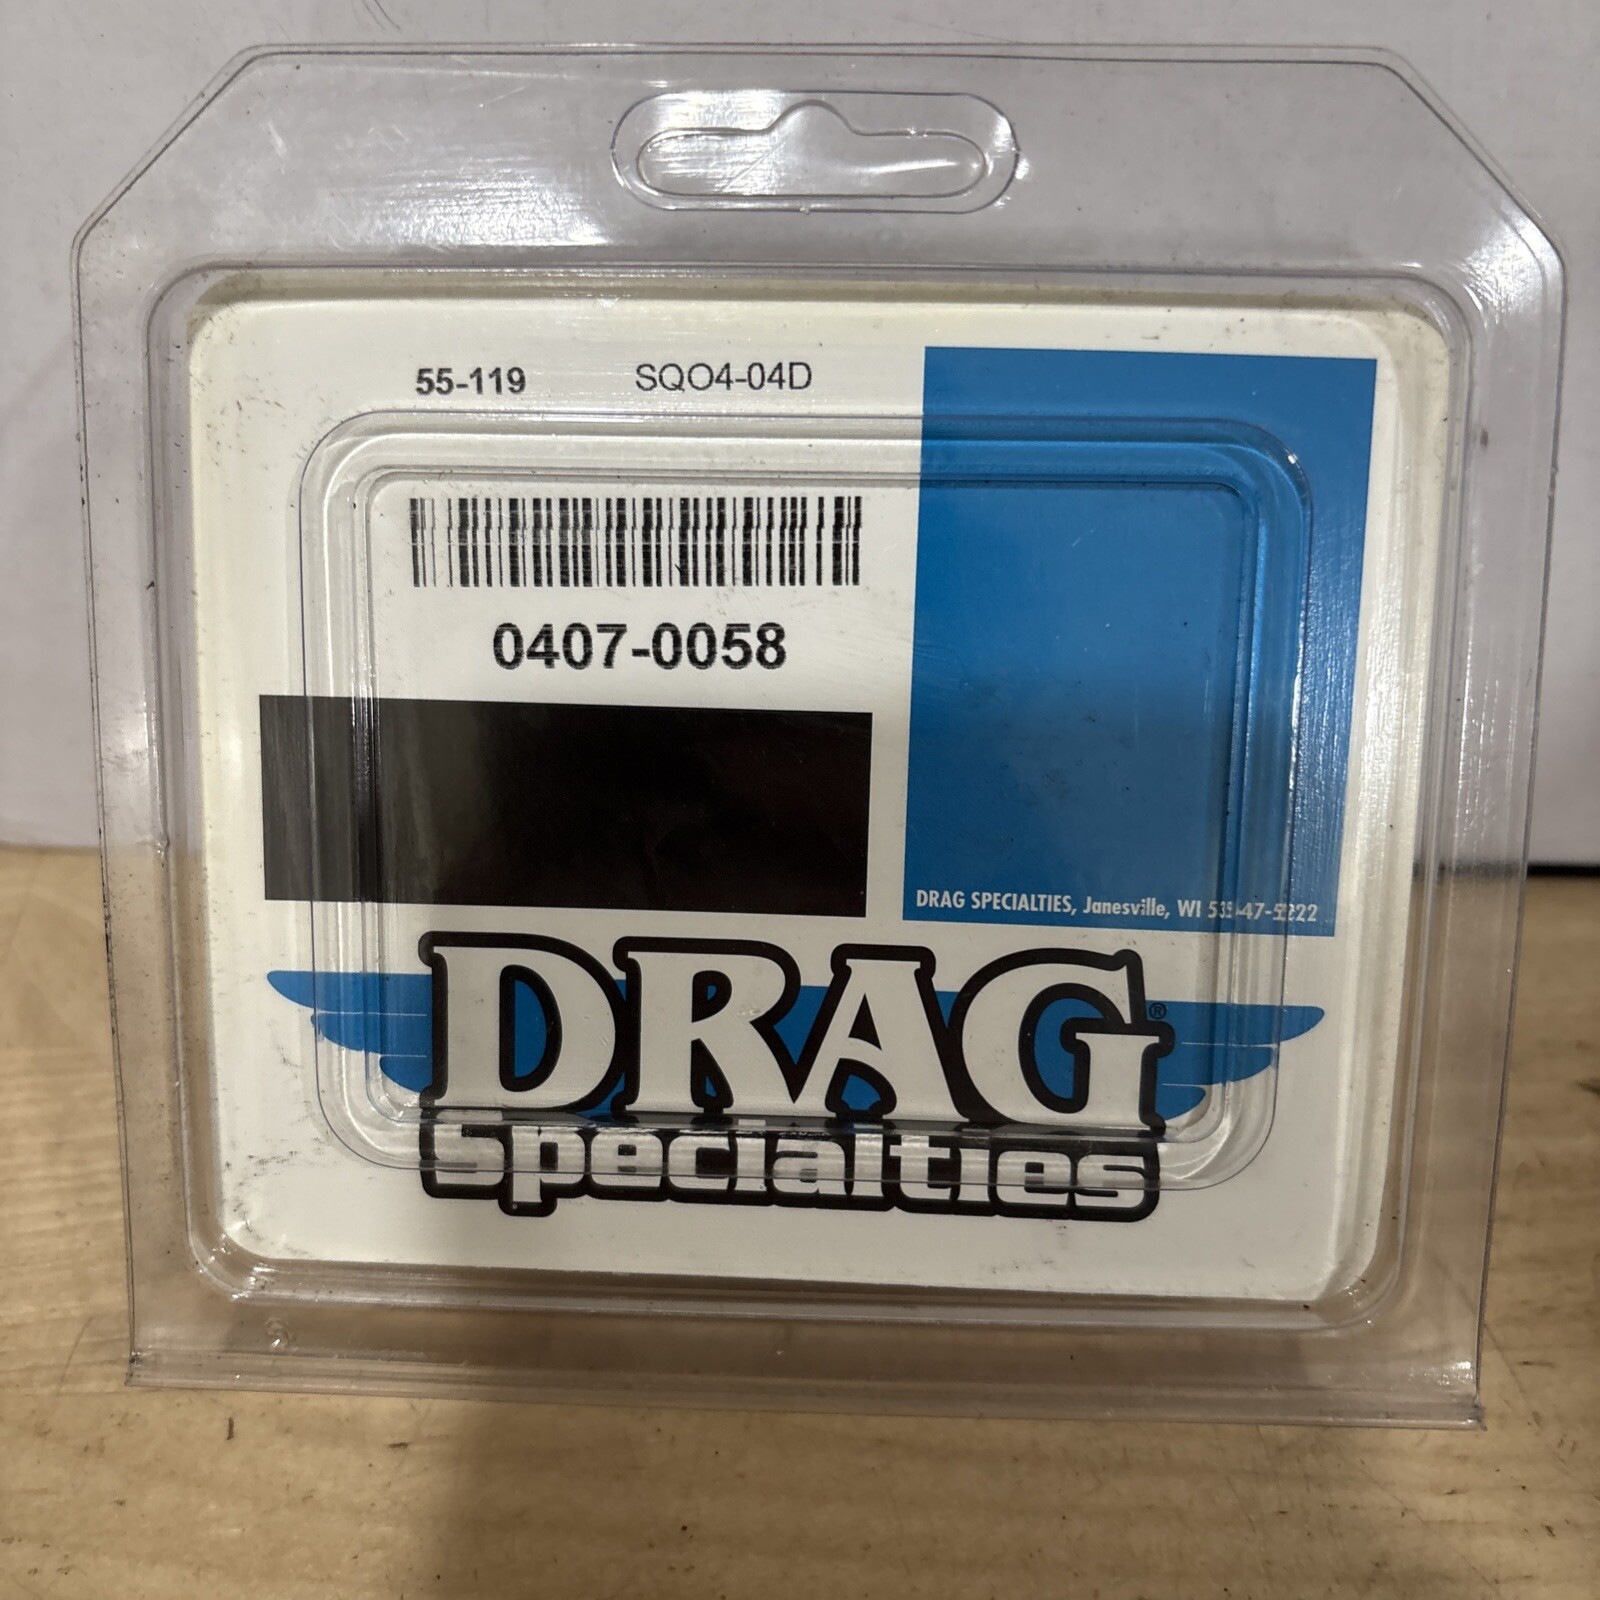 55-119 SQO4-04D
0407-0058
DRAG SPECIALTIES, Janesville, WI
DRAG®
Specialties